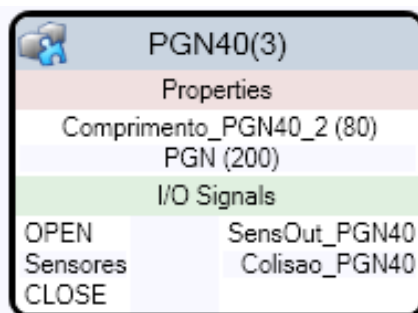 PGN40(3)
Properties
Comprimento_PGN40_2 (80)
PGN (200)
I/O Signals
OPEN SensOut_PGN40
Sensores Colisao_PGN40
CLOSE